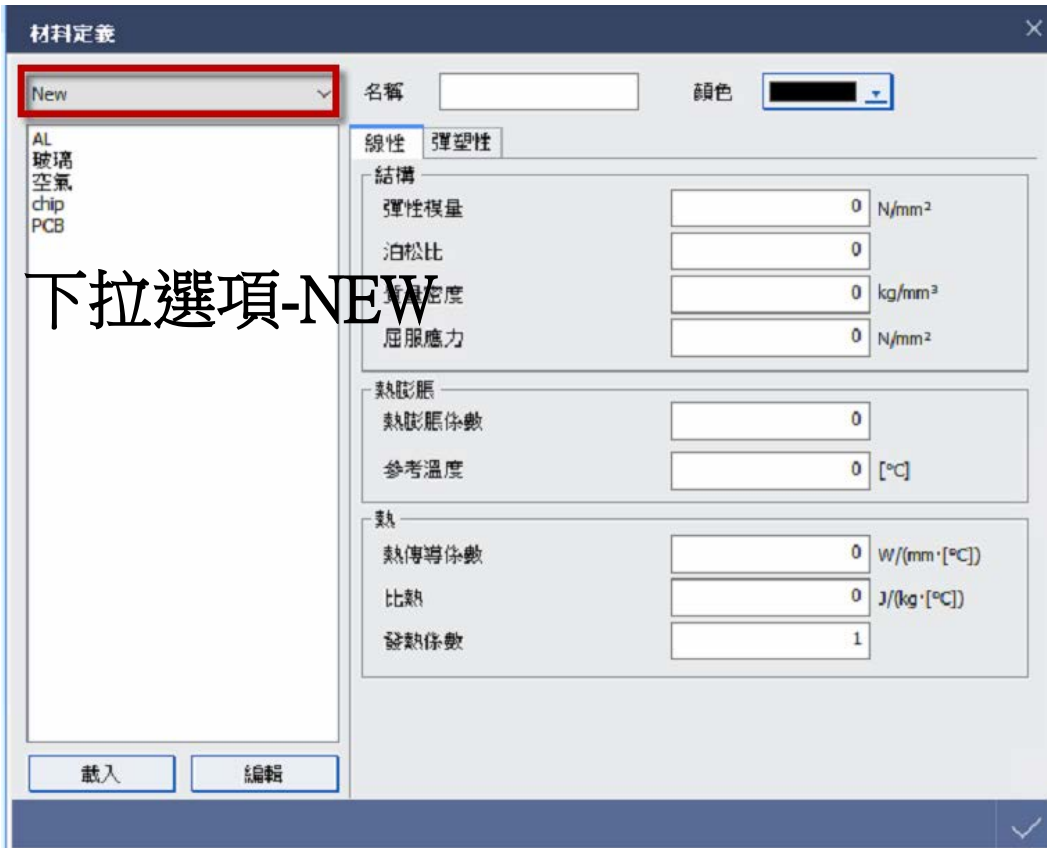 材料定義
New
名稱
顏色
AL
玻璃
空氣
chip
PCB
下拉選項-NEW
線性 彈塑性
結構
彈性模量 0 N/mm²
泊松比 0
質量密度 0 kg/mm³
屈服應力 0 N/mm²
熱膨脹
熱膨脹係數 0
參考溫度 0 [°C]
熱
熱傳導係數 0 W/(mm·[°C])
比熱 0 J/(kg·[°C])
發熱係數 1
載入 編輯